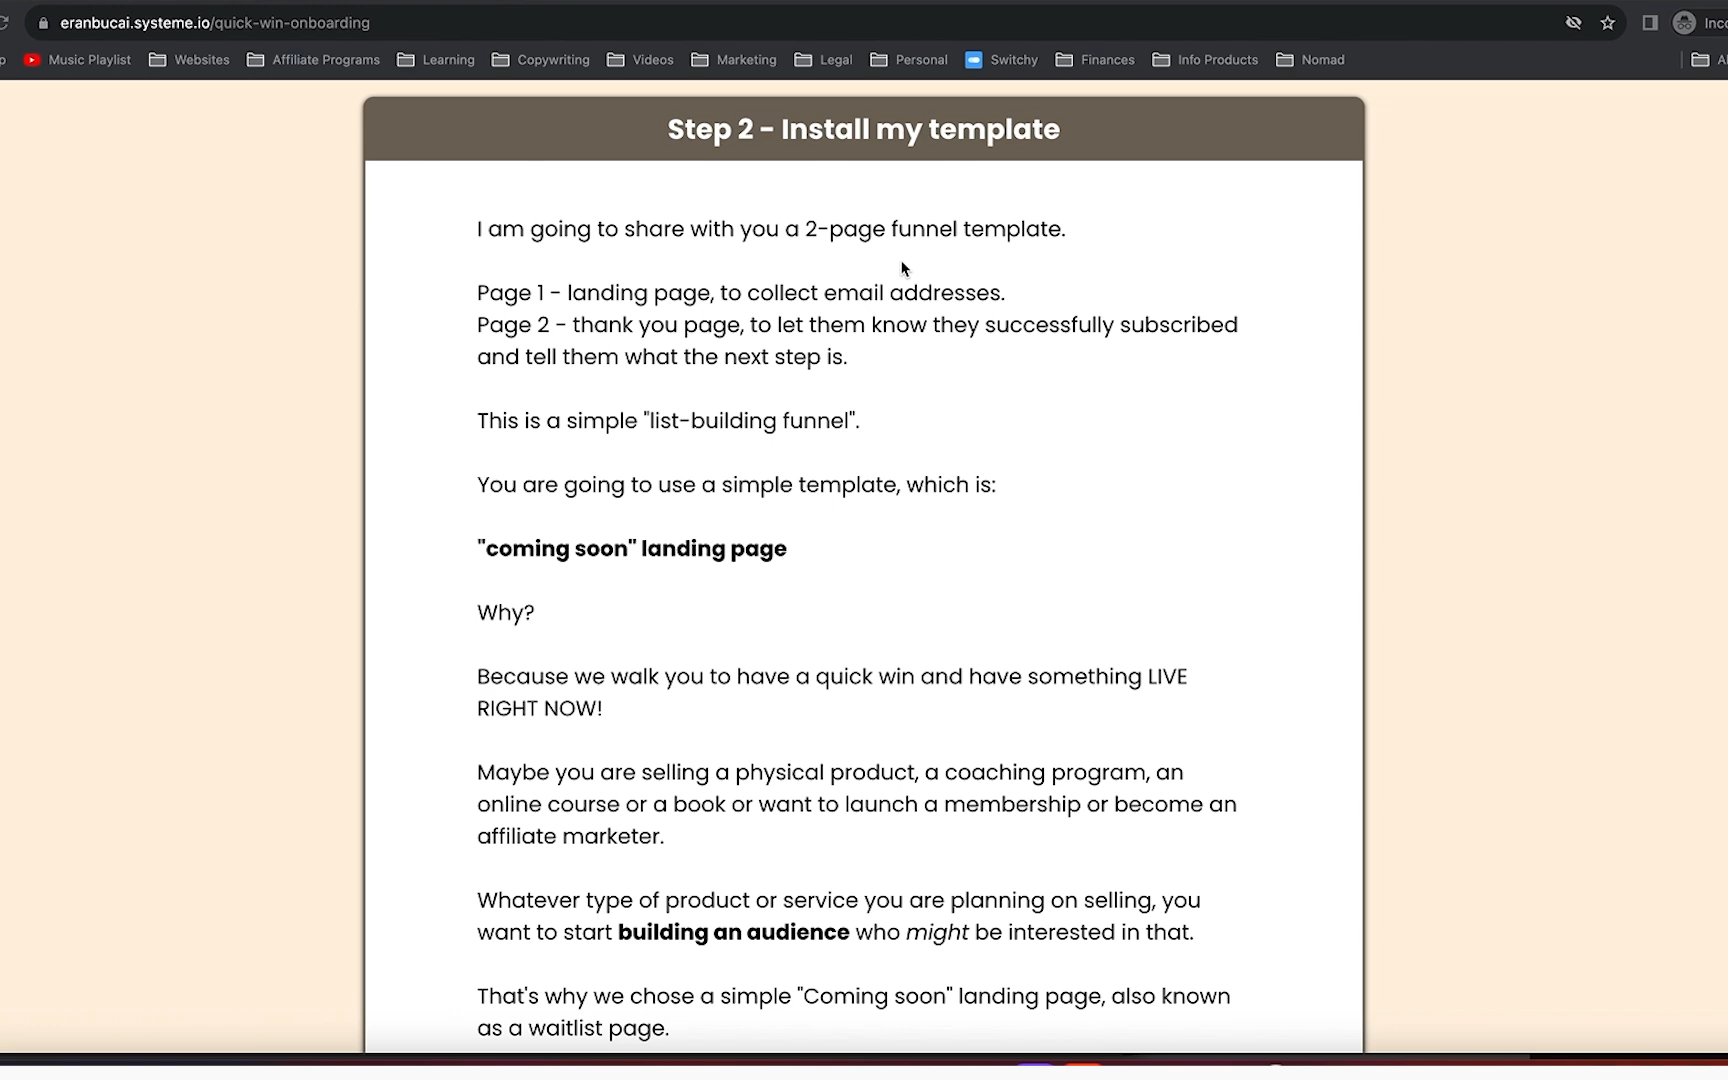 eranbucai.systeme.io/quick-win-onboarding
Music Playlist Websites Affiliate Programs Learning Copywriting Videos Marketing Legal Personal Switchy Finances Info Products Nomad
Step 2 - Install my template
I am going to share with you a 2-page funnel template.
Page 1 - landing page, to collect email addresses.
Page 2 - thank you page, to let them know they successfully subscribed
and tell them what the next step is.
This is a simple "list-building funnel".
You are going to use a simple template, which is:
"coming soon" landing page
Why?
Because we walk you to have a quick win and have something LIVE
RIGHT NOW!
Maybe you are selling a physical product, a coaching program, an
online course or a book or want to launch a membership or become an
affiliate marketer.
Whatever type of product or service you are planning on selling, you
want to start building an audience who might be interested in that.
That's why we chose a simple "Coming soon" landing page, also known
as a waitlist page.